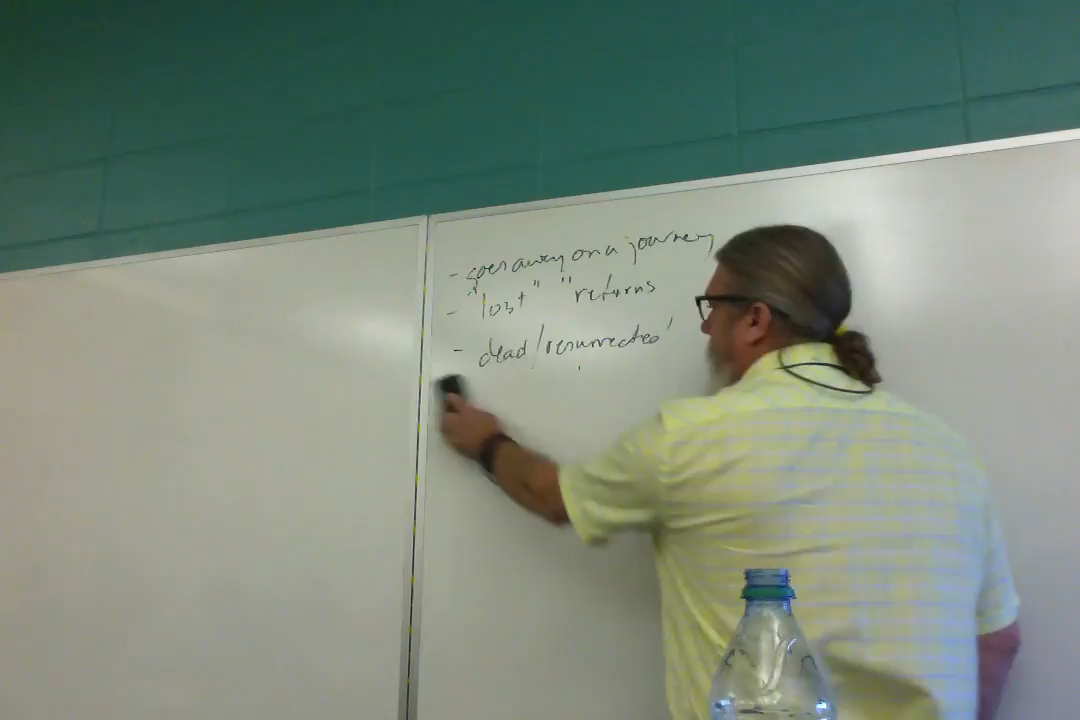 - goes away on a journey
- "lost" "returns
- dead/resurrected'